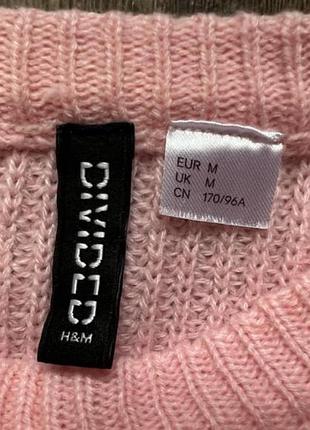 DIVIDED
H&M
EUR M
UK M
CN 170/96A